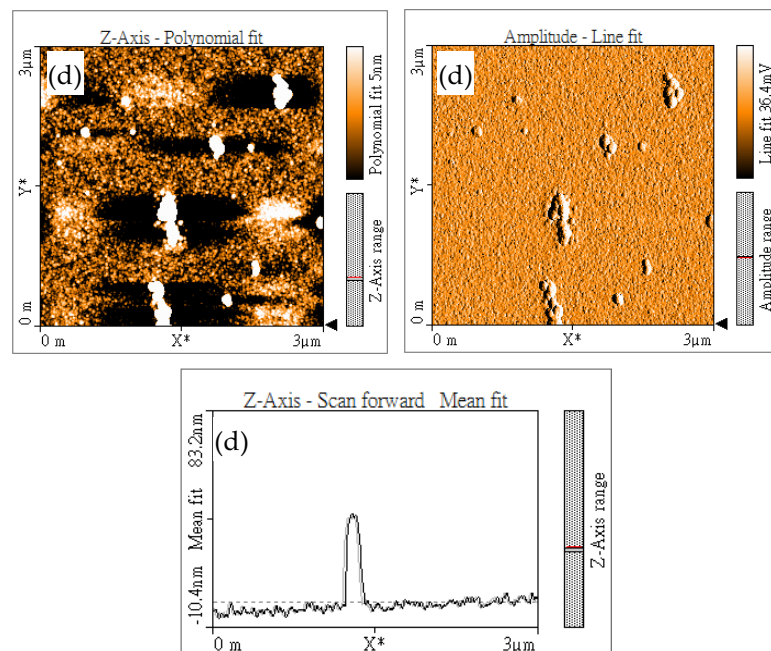 Z-Axis - Polynomial fit
(d)
3µm
Y*
0 m
0 m
X*
3µm
Polynomial fit 5nm
Z-Axis range
Amplitude - Line fit
(d)
3µm
Y*
0 m
0 m
X*
3µm
Line fit 36.4mV
Amplitude range
Z-Axis - Scan forward Mean fit
(d)
83.2nm
Mean fit
-10.4nm
0 m
X*
3µm
Z-Axis range